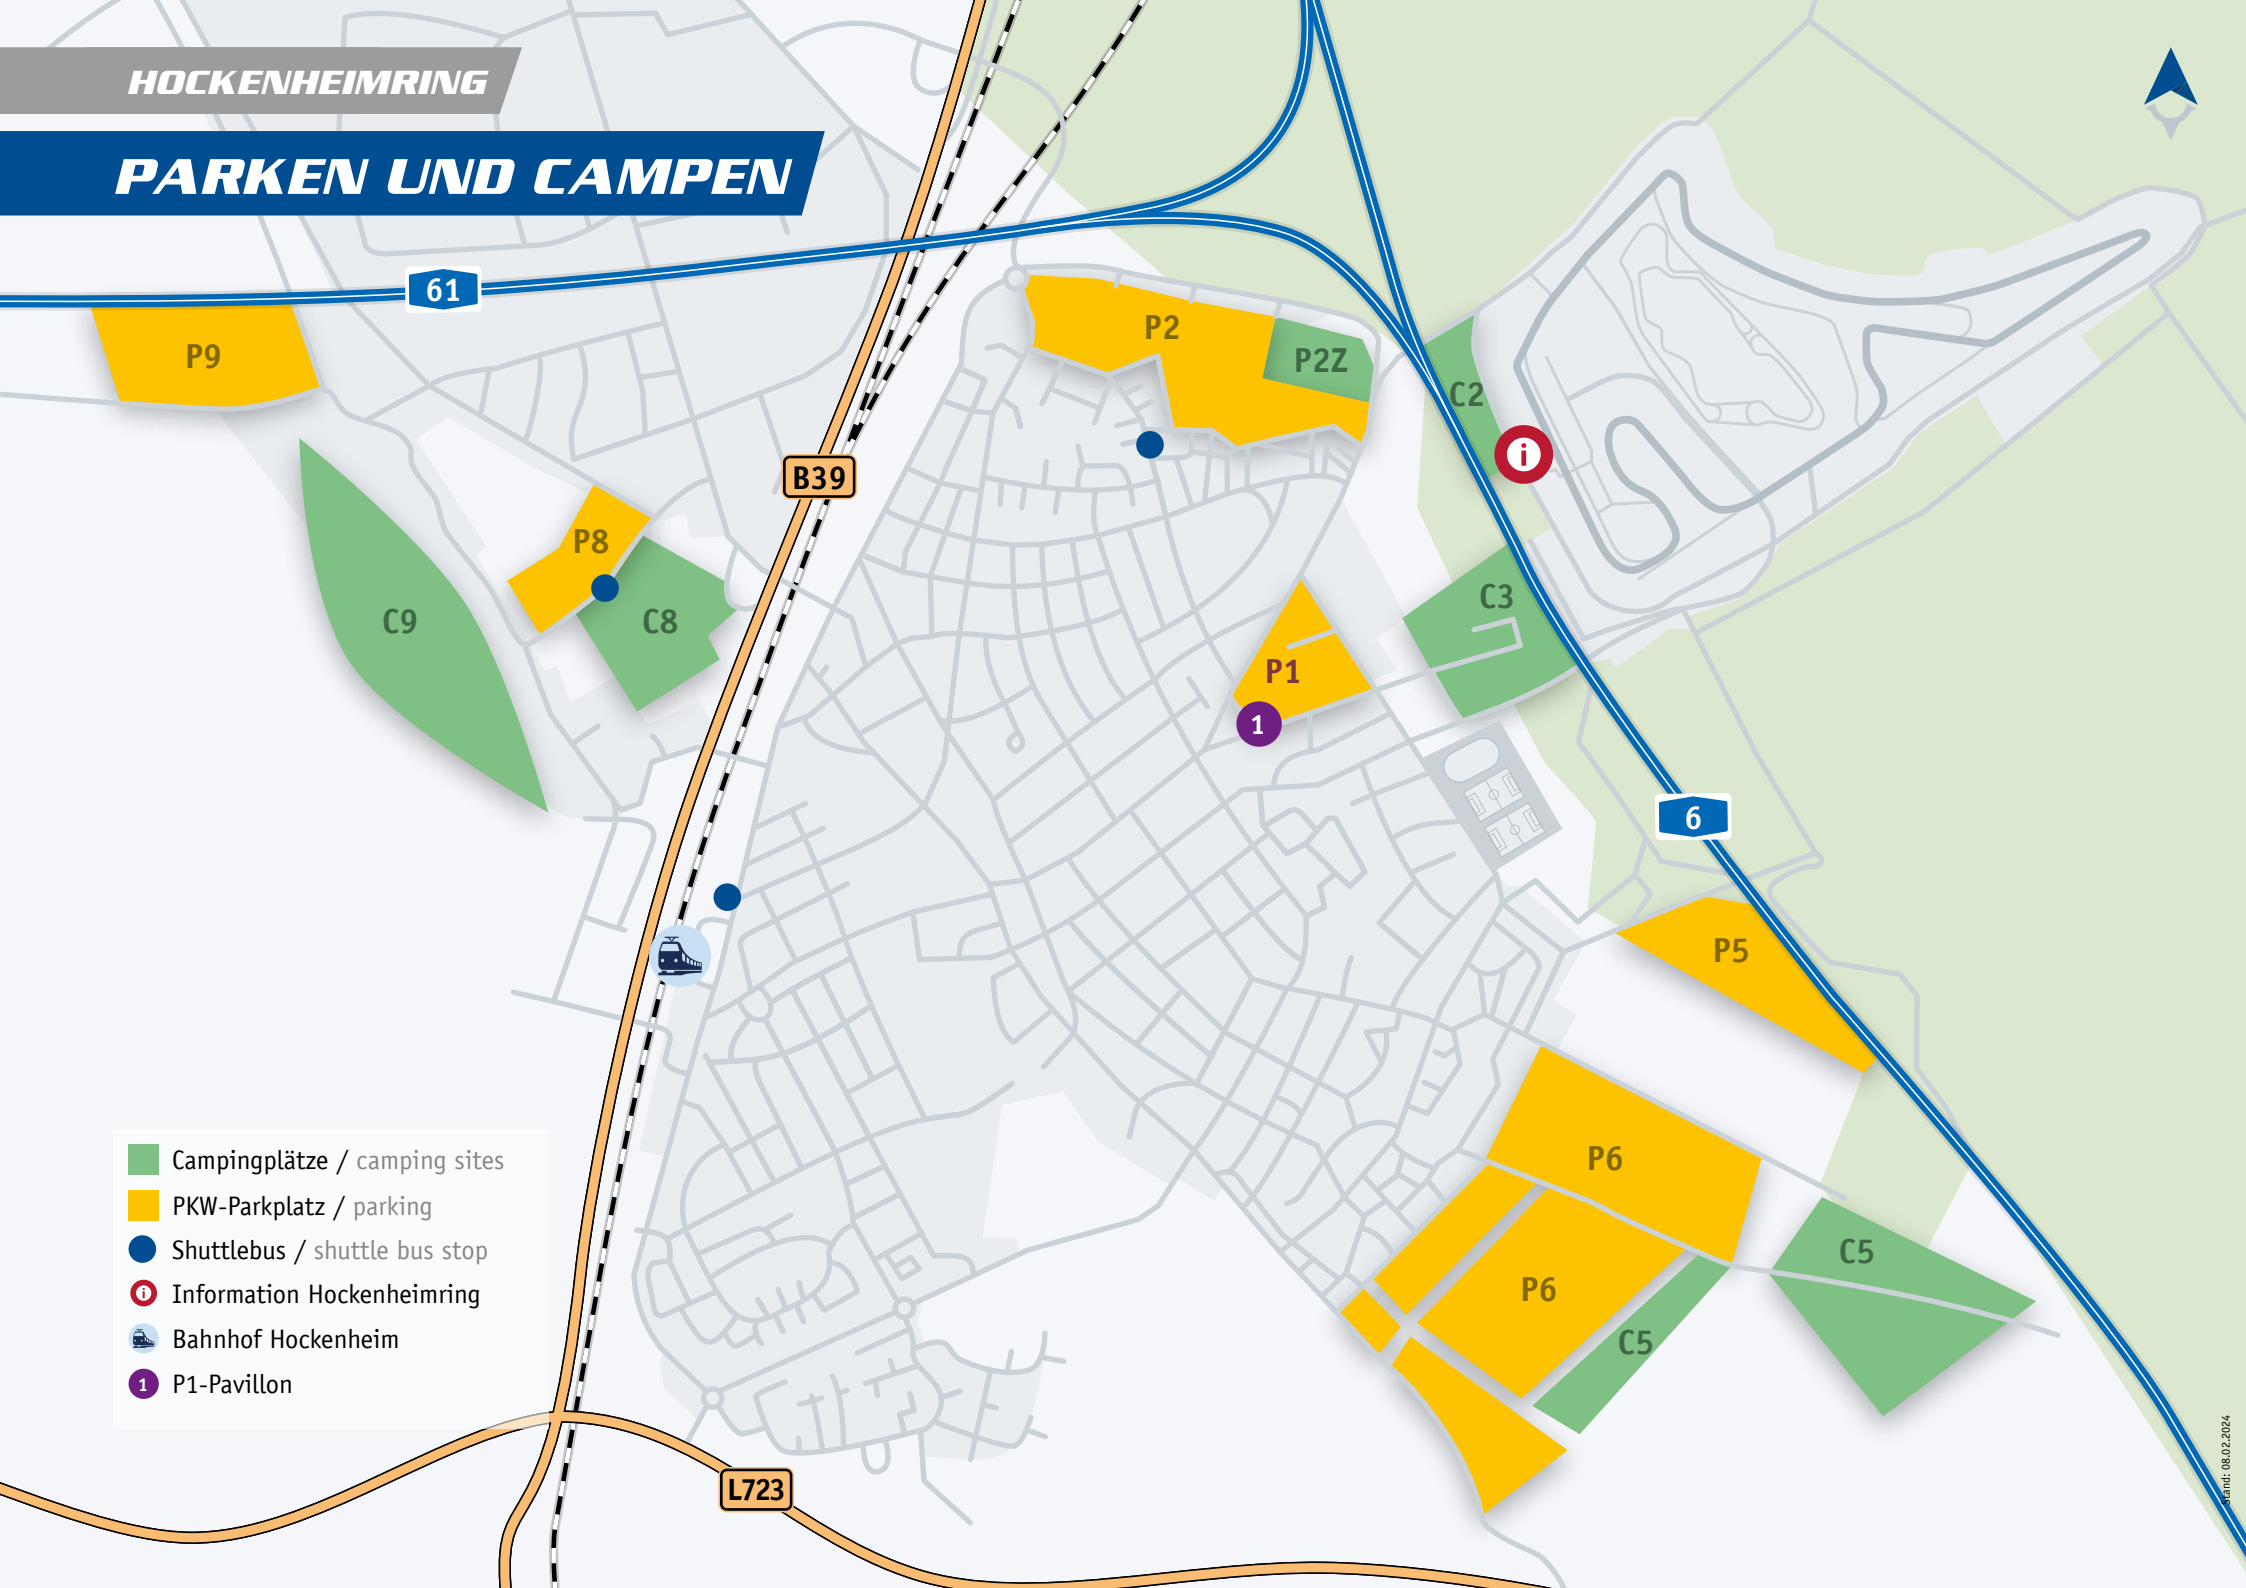 HOCKENHEIMRING
PARKEN UND CAMPEN
61
P9
P2
P2Z
C2
i
B39
P8
C9
C8
C3
P1
1
6
P5
P6
C5
P6
C5
Campingplätze / camping sites
PKW-Parkplatz / parking
Shuttlebus / shuttle bus stop
i Information Hockenheimring
Bahnhof Hockenheim
1 P1-Pavillon
L723
Stand: 08.02.2024